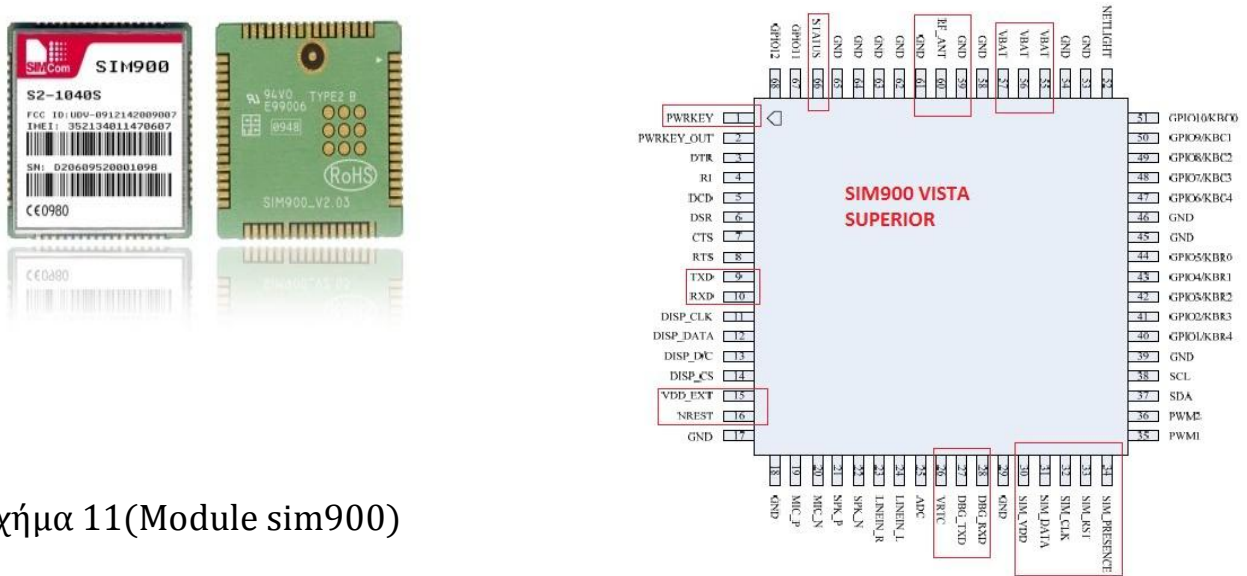 SIMCom SIM900
S2-1040S
FCC ID:UDV-0912142009007
IMEI: 352134011470607
SN: D20609520001098
CE0980
94V0 TYPE2 B
E99006
0948
RoHS
SIM900_V2.03
68 GPIO12
67 GPIO11
66 STATUS
65 GND
64 GND
63 GND
62 GND
61 GND
60 RF_ANT
59 GND
58 GND
57 VBAT
56 VBAT
55 VBAT
54 GND
53 GND
52 NETLIGHT
PWRKEY 1
PWRKEY_OUT 2
DTR 3
RI 4
DCD 5
DSR 6
CTS 7
RTS 8
TXD 9
RXD 10
DISP_CLK 11
DISP_DATA 12
DISP_D/C 13
DISP_CS 14
VDD_EXT 15
NREST 16
GND 17
SIM900 VISTA
SUPERIOR
51 GPIO10/KBC0
50 GPIO9/KBC1
49 GPIO8/KBC2
48 GPIO7/KBC3
47 GPIO6/KBC4
46 GND
45 GND
44 GPIO5/KBR0
43 GPIO4/KBR1
42 GPIO3/KBR2
41 GPIO2/KBR3
40 GPIO1/KBR4
39 GND
38 SCL
37 SDA
36 PWM2
35 PWM1
18 GND
19 MIC_P
20 MIC_N
21 SPK_P
22 SPK_N
23 LINEIN_R
24 LINEIN_L
25 ADC
26 VRTC
27 DBG_TXD
28 DBG_RXD
29 GND
30 SIM_VDD
31 SIM_DATA
32 SIM_CLK
33 SIM_RST
34 SIM_PRESENCE
χήμα 11(Module sim900)